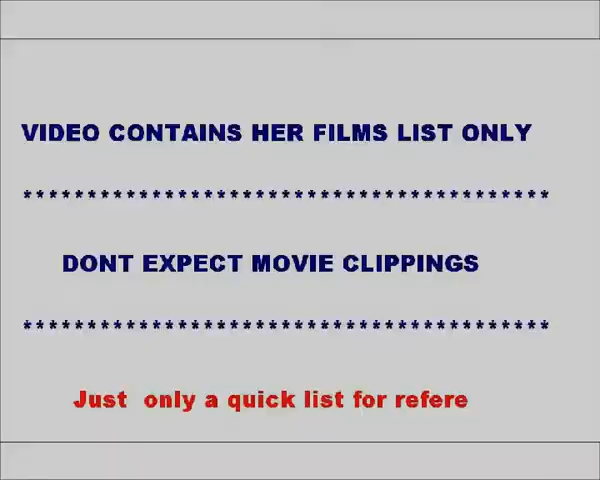 VIDEO CONTAINS HER FILMS LIST ONLY
*****************************************
DONT EXPECT MOVIE CLIPPINGS
*****************************************
Just only a quick list for refere